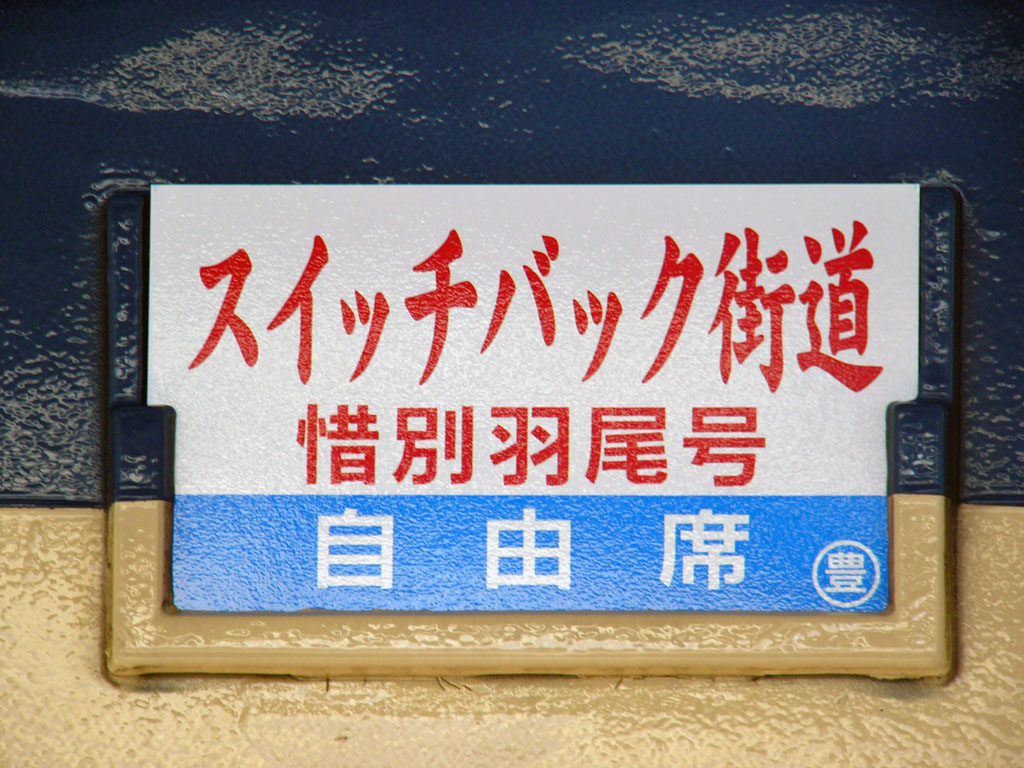 スイッチバック街道
惜別羽尾号
自由席
豊